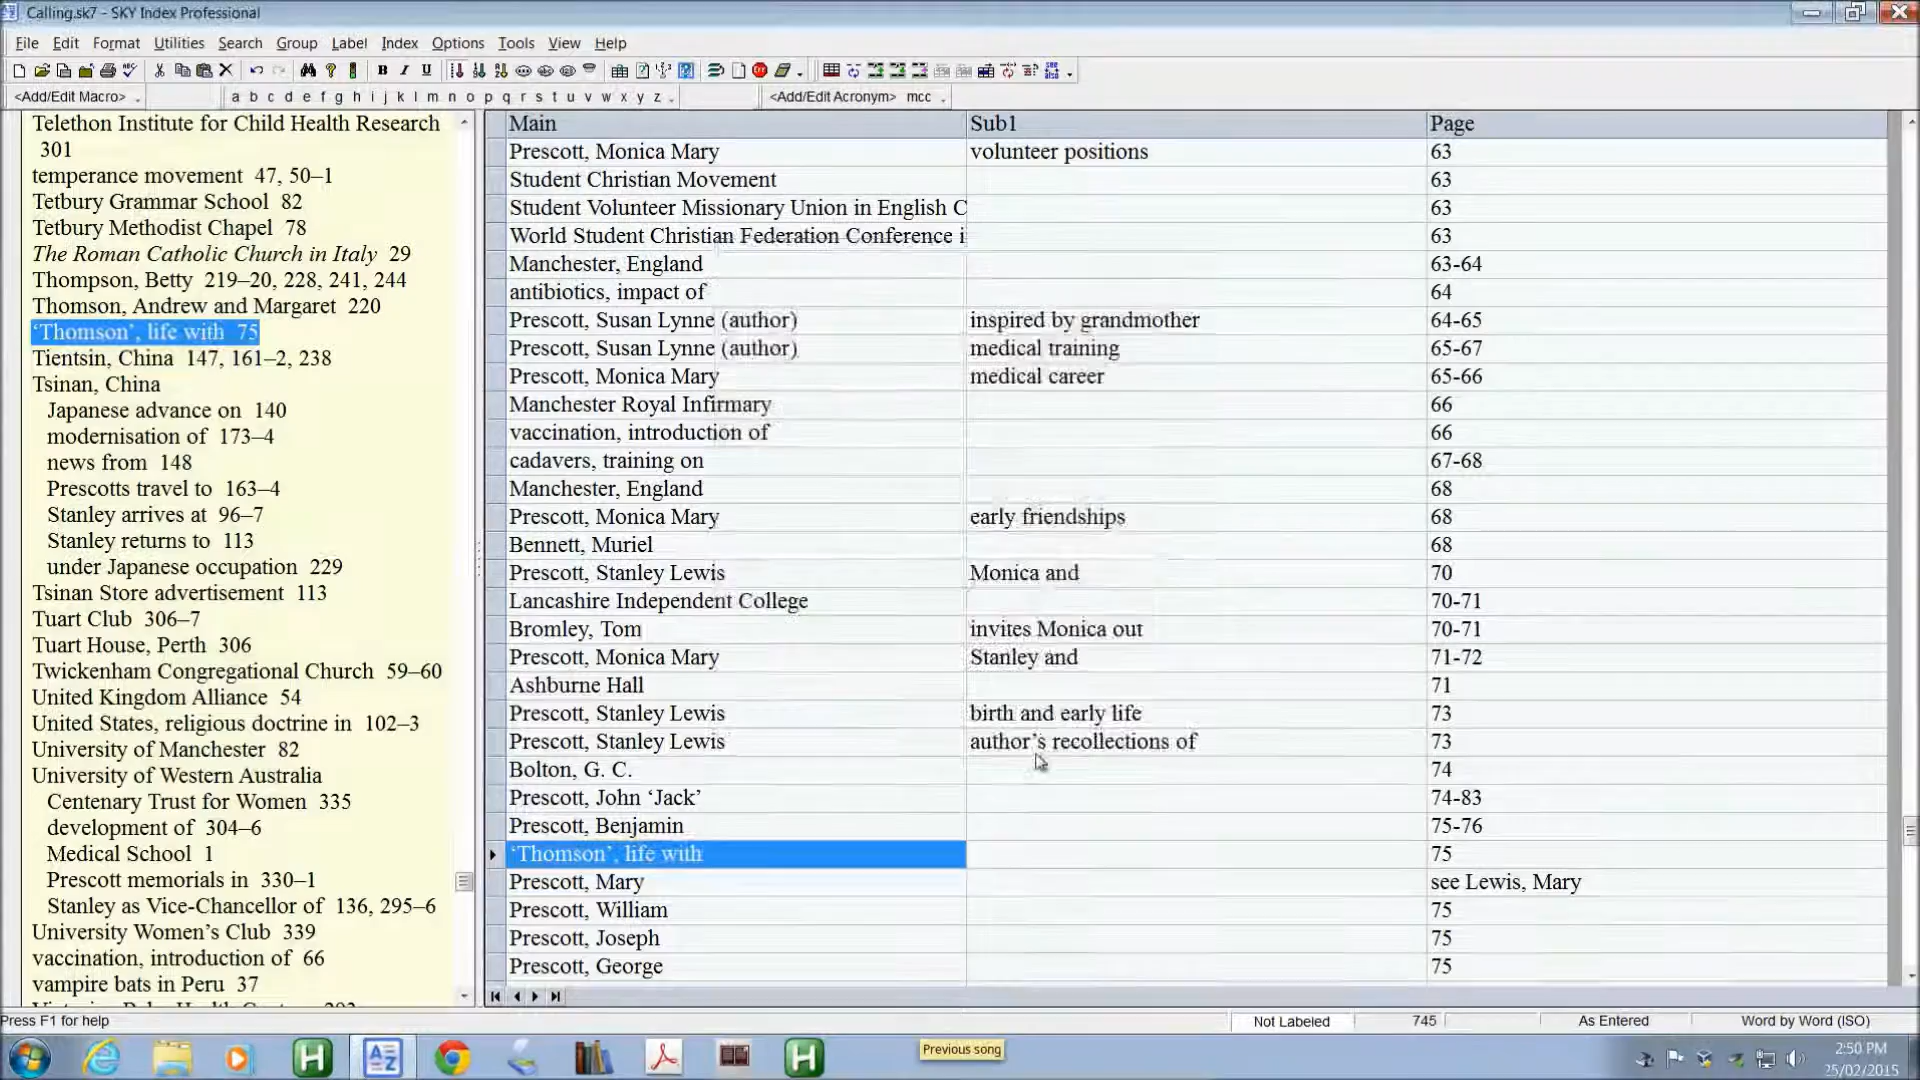 Calling.sk7 - SKY Index Professional
File Edit Format Utilities Search Group Label Index Options Tools View Help
<Add/Edit Macro> a b c d e f g h i j k l m n o p q r s t u v w x y z <Add/Edit Acronym> mcc
Telethon Institute for Child Health Research
301
temperance movement 47, 50–1
Tetbury Grammar School 82
Tetbury Methodist Chapel 78
The Roman Catholic Church in Italy 29
Thompson, Betty 219–20, 228, 241, 244
Thomson, Andrew and Margaret 220
‘Thomson’, life with 75
Tientsin, China 147, 161–2, 238
Tsinan, China
Japanese advance on 140
modernisation of 173–4
news from 148
Prescotts travel to 163–4
Stanley arrives at 96–7
Stanley returns to 113
under Japanese occupation 229
Tsinan Store advertisement 113
Tuart Club 306–7
Tuart House, Perth 306
Twickenham Congregational Church 59–60
United Kingdom Alliance 54
United States, religious doctrine in 102–3
University of Manchester 82
University of Western Australia
Centenary Trust for Women 335
development of 304–6
Medical School 1
Prescott memorials in 330–1
Stanley as Vice-Chancellor of 136, 295–6
University Women’s Club 339
vaccination, introduction of 66
vampire bats in Peru 37
Main Sub1 Page
Prescott, Monica Mary volunteer positions 63
Student Christian Movement 63
Student Volunteer Missionary Union in English C 63
World Student Christian Federation Conference i 63
Manchester, England 63-64
antibiotics, impact of 64
Prescott, Susan Lynne (author) inspired by grandmother 64-65
Prescott, Susan Lynne (author) medical training 65-67
Prescott, Monica Mary medical career 65-66
Manchester Royal Infirmary 66
vaccination, introduction of 66
cadavers, training on 67-68
Manchester, England 68
Prescott, Monica Mary early friendships 68
Bennett, Muriel 68
Prescott, Stanley Lewis Monica and 70
Lancashire Independent College 70-71
Bromley, Tom invites Monica out 70-71
Prescott, Monica Mary Stanley and 71-72
Ashburne Hall 71
Prescott, Stanley Lewis birth and early life 73
Prescott, Stanley Lewis author’s recollections of 73
Bolton, G. C. 74
Prescott, John ‘Jack’ 74-83
Prescott, Benjamin 75-76
‘Thomson’, life with 75
Prescott, Mary see Lewis, Mary
Prescott, William 75
Prescott, Joseph 75
Prescott, George 75
Press F1 for help Not Labeled 745 As Entered Word by Word (ISO)
Previous song
2:50 PM
25/02/2015